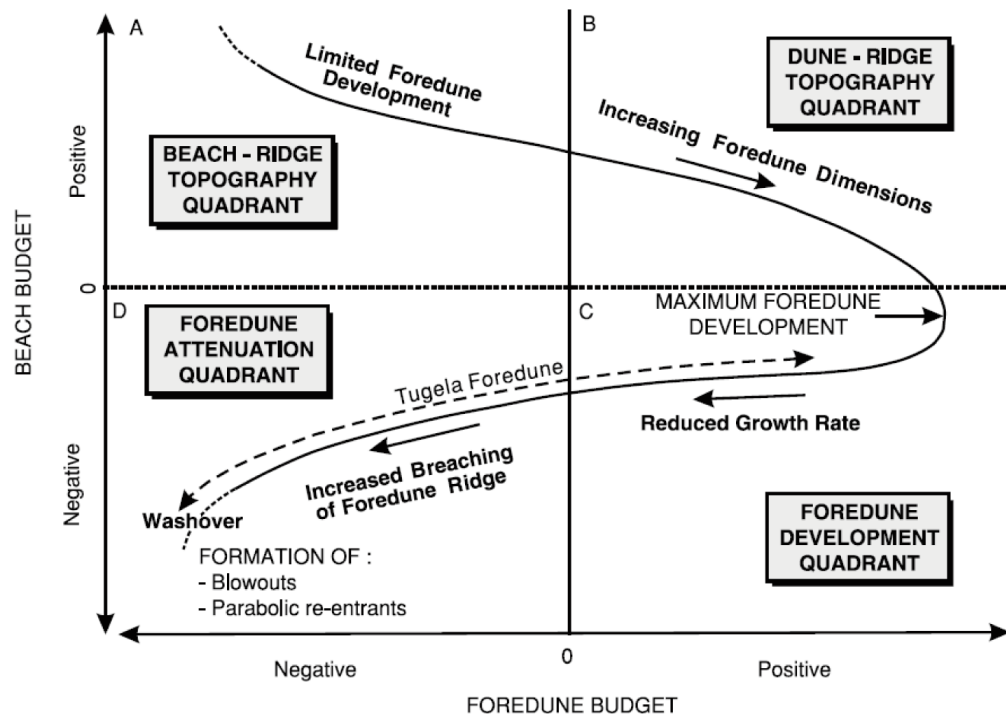 A
B
Limited Foredune
Development
DUNE - RIDGE
TOPOGRAPHY
QUADRANT
Increasing Foredune Dimensions
BEACH - RIDGE
TOPOGRAPHY
QUADRANT
Positive
BEACH BUDGET
0
D
C
MAXIMUM FOREDUNE
DEVELOPMENT
FOREDUNE
ATTENUATION
QUADRANT
Tugela Foredune
Reduced Growth Rate
Increased Breaching
of Foredune Ridge
Negative
Washover
FORMATION OF :
- Blowouts
- Parabolic re-entrants
FOREDUNE
DEVELOPMENT
QUADRANT
Negative
0
Positive
FOREDUNE BUDGET